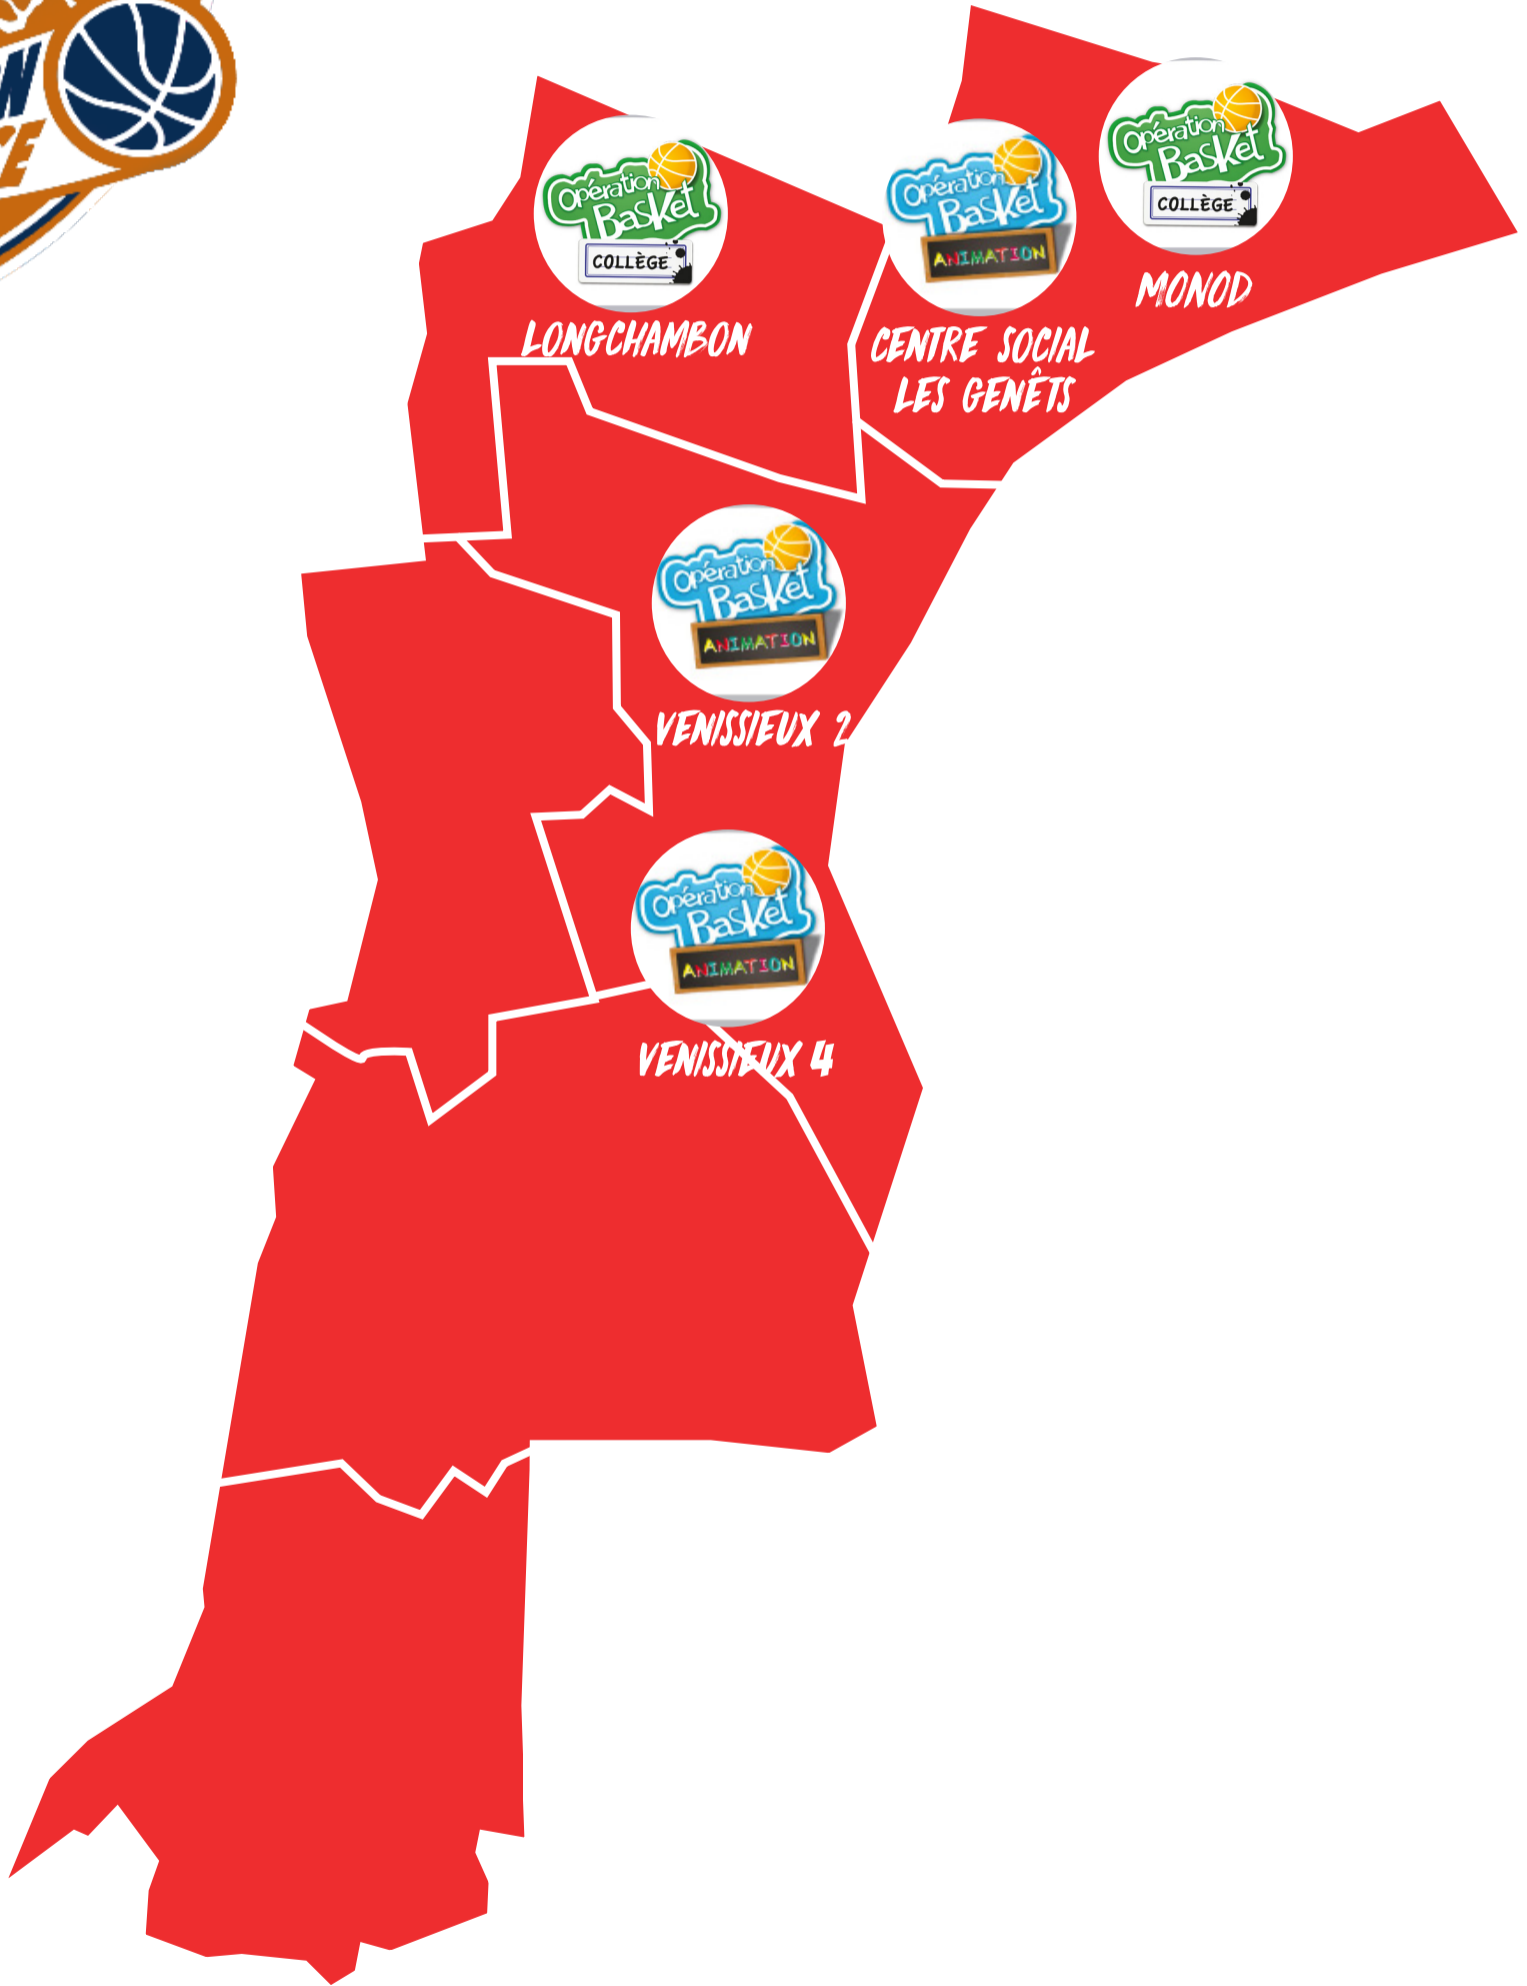 Opération
Basket
COLLÈGE
MONOD
Opération
Basket
COLLÈGE
LONGCHAMBON
Opération
Basket
ANIMATION
CENTRE SOCIAL
LES GENÊTS
Opération
Basket
ANIMATION
VENISSIEUX 2
Opération
Basket
ANIMATION
VENISSIEUX 4